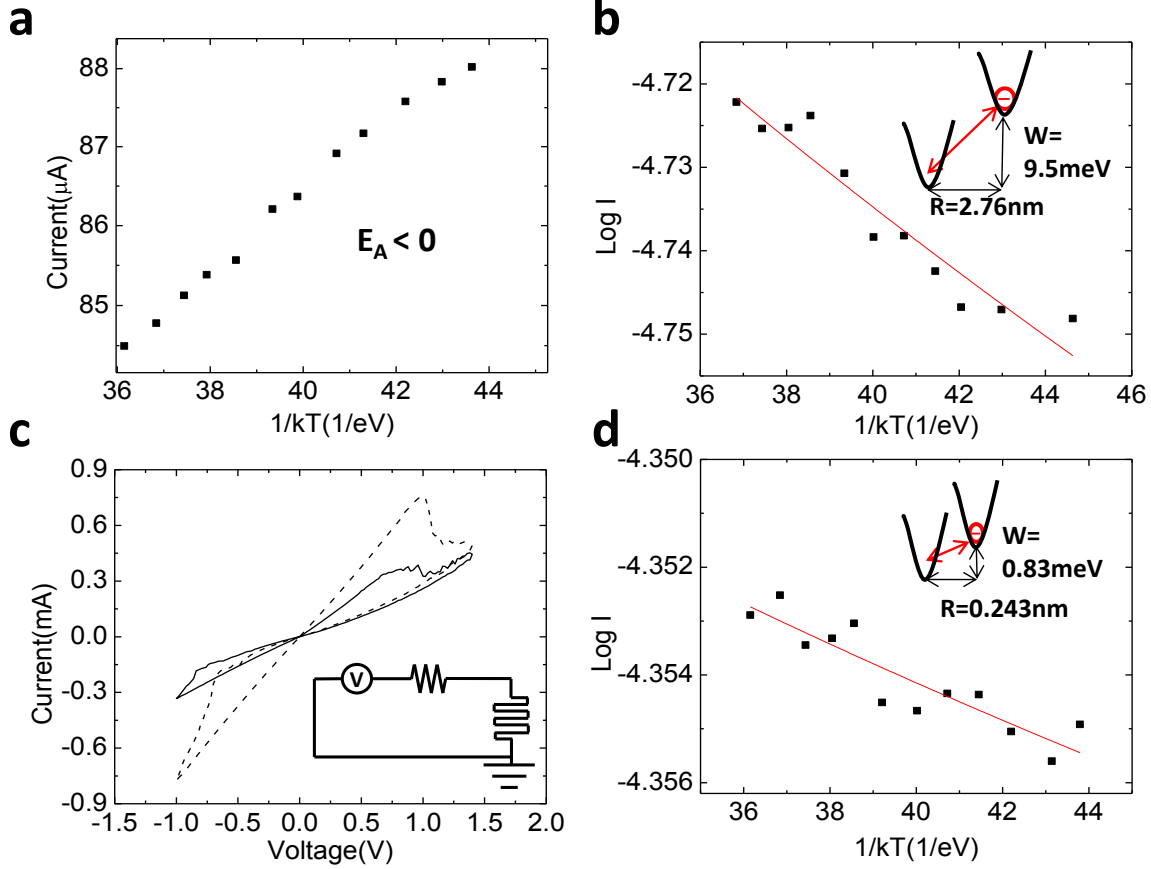 a
88
87
86
85
Current(μA)
E_A < 0
36 38 40 42 44
1/kT(1/eV)
b
-4.72
-4.73
-4.74
-4.75
Log I
W=
9.5meV
R=2.76nm
36 38 40 42 44 46
1/kT(1/eV)
c
0.9
0.6
0.3
0.0
-0.3
-0.6
-0.9
Current(mA)
V
-1.5 -1.0 -0.5 0.0 0.5 1.0 1.5 2.0
Voltage(V)
d
-4.350
-4.352
-4.354
-4.356
Log I
W=
0.83meV
R=0.243nm
36 38 40 42 44
1/kT(1/eV)